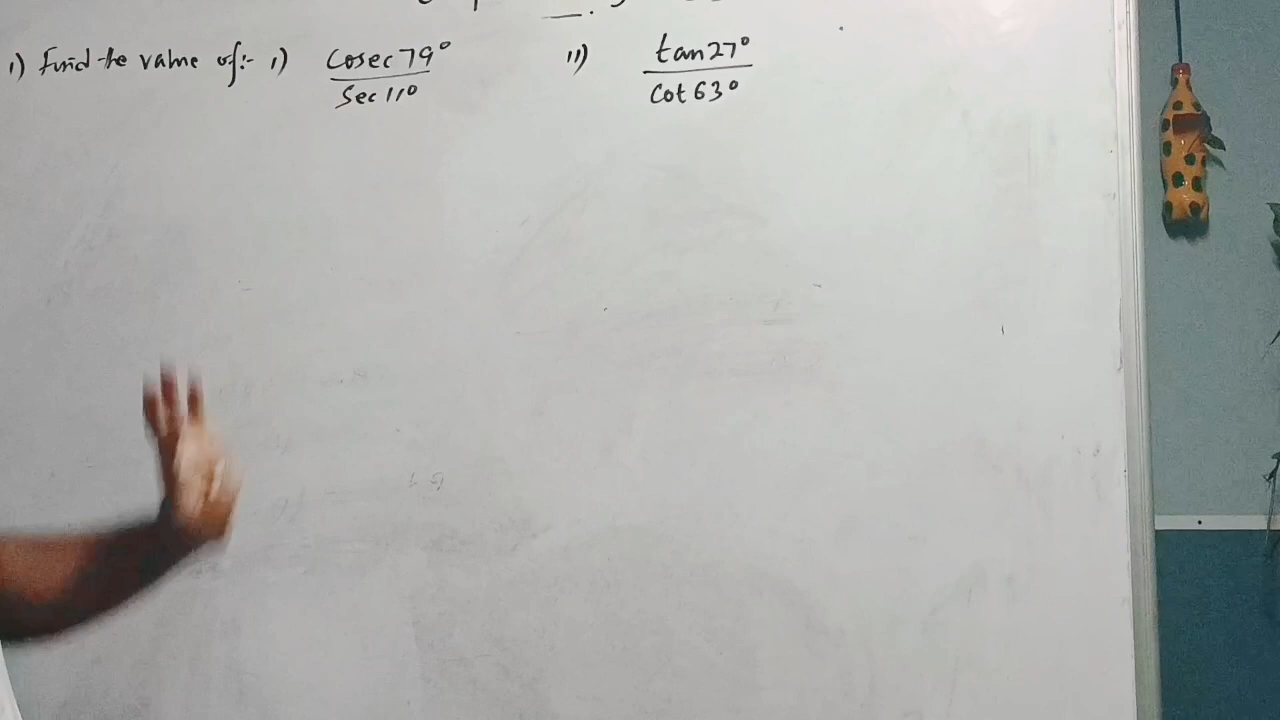 1) Find the value of:- i) Cosec 79° / Sec 11° ii) tan 27° / Cot 63°